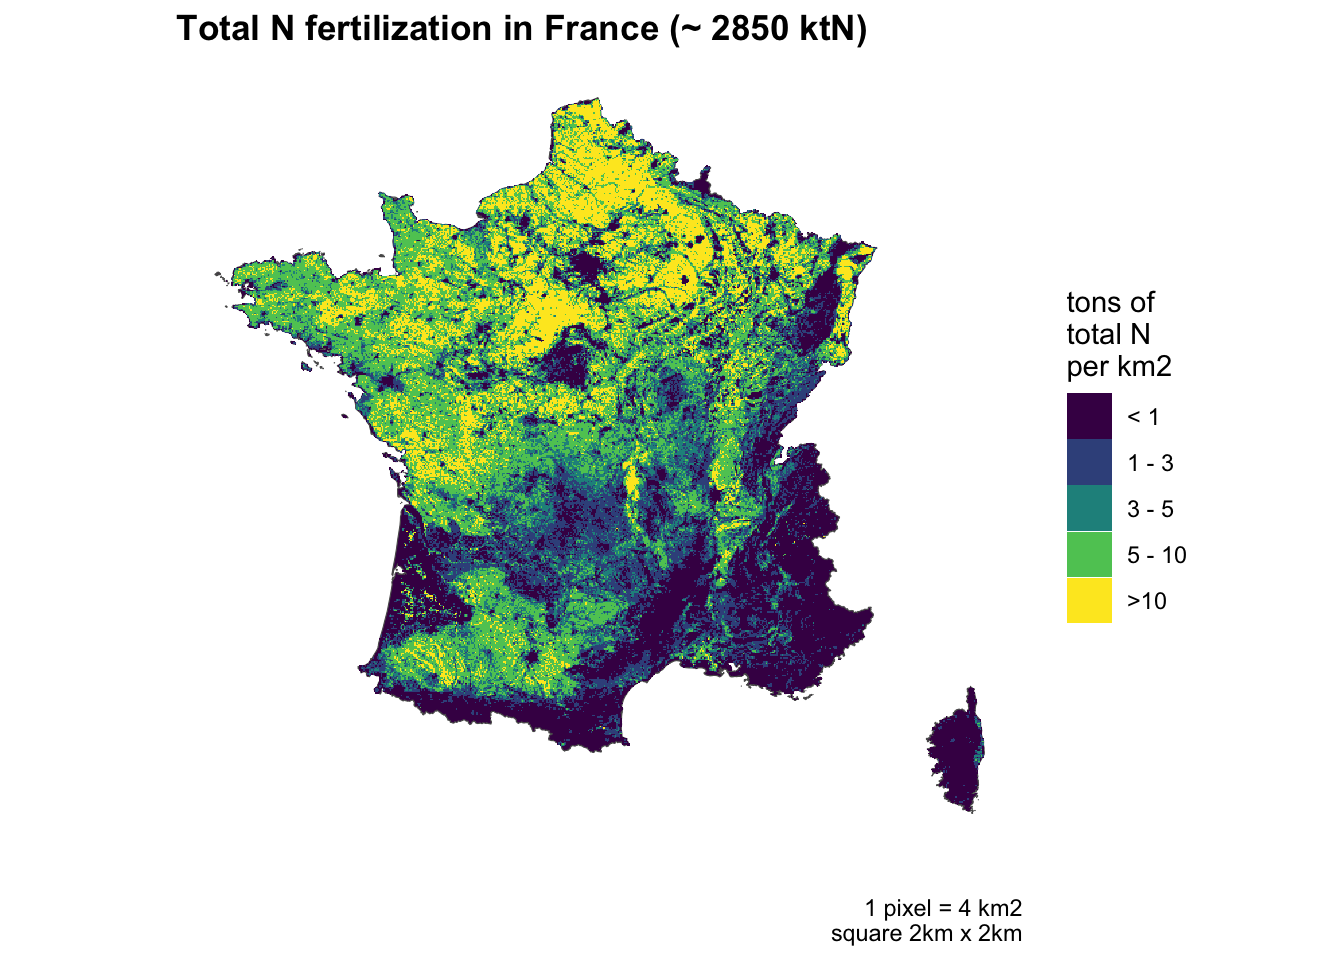 Total N fertilization in France (~ 2850 ktN)
tons of
total N
per km2
< 1
1 - 3
3 - 5
5 - 10
>10
1 pixel = 4 km2
square 2km x 2km